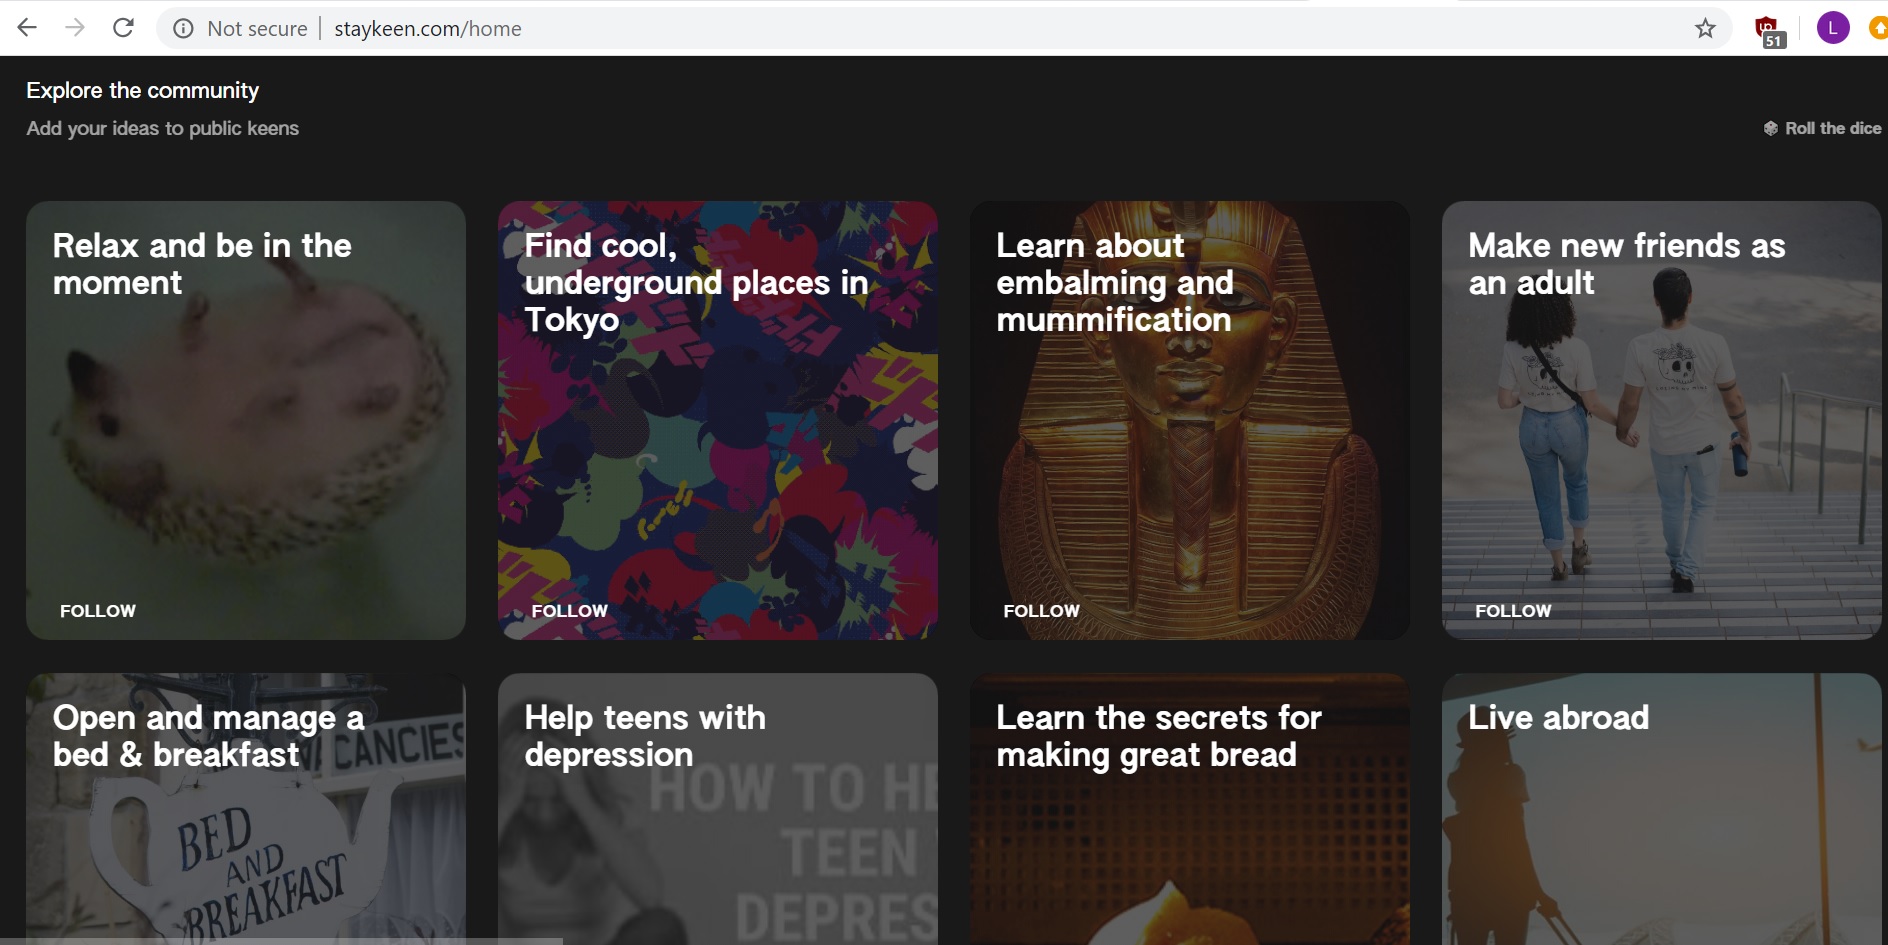 Not secure | staykeen.com/home
51
L
Explore the community
Add your ideas to public keens
Roll the dice
Relax and be in the
moment
FOLLOW
Find cool,
underground places in
Tokyo
FOLLOW
Learn about
embalming and
mummification
FOLLOW
Make new friends as
an adult
FOLLOW
Open and manage a
bed & breakfast
CANCIES
BED
AND
BREAKFAST
Help teens with
depression
HOW TO HE
TEEN
DEPRES
Learn the secrets for
making great bread
Live abroad